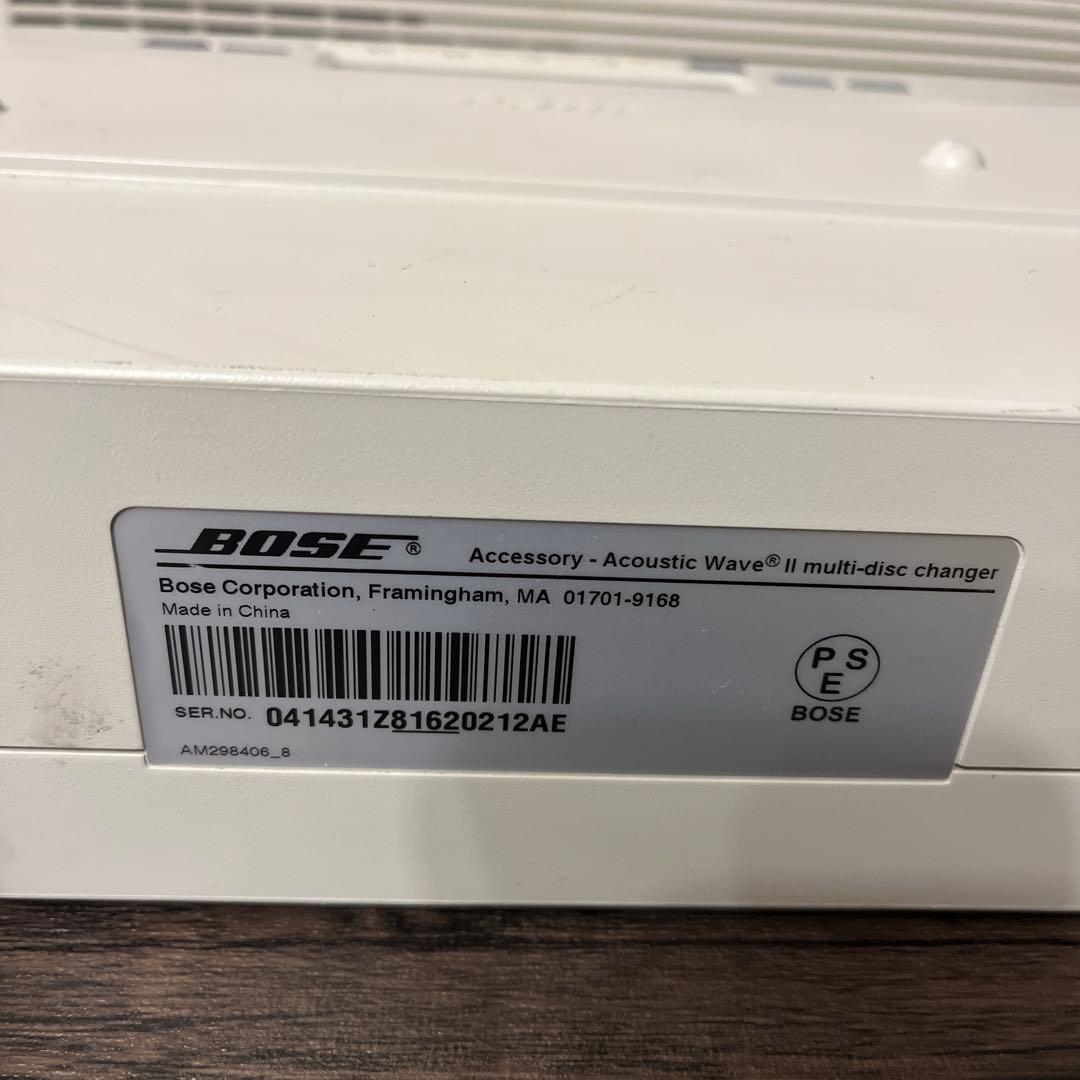 BOSE®
Accessory - Acoustic Wave® II multi-disc changer
Bose Corporation, Framingham, MA 01701-9168
Made in China
SER.NO. 041431Z81620212AE
AM298406_8
PSE
BOSE